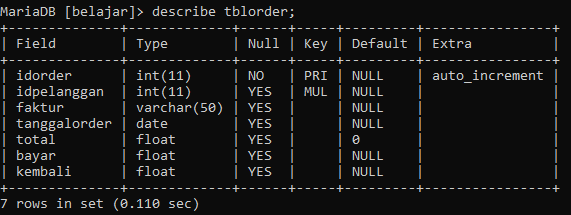 MariaDB [belajar]> describe tblorder;
+--------------+-------------+------+-----+---------+----------------+
| Field        | Type        | Null | Key | Default | Extra          |
+--------------+-------------+------+-----+---------+----------------+
| idorder      | int(11)     | NO   | PRI | NULL    | auto_increment |
| idpelanggan  | int(11)     | YES  | MUL | NULL    |                |
| faktur       | varchar(50) | YES  |     | NULL    |                |
| tanggalorder | date        | YES  |     | NULL    |                |
| total        | float       | YES  |     | 0       |                |
| bayar        | float       | YES  |     | NULL    |                |
| kembali      | float       | YES  |     | NULL    |                |
+--------------+-------------+------+-----+---------+----------------+
7 rows in set (0.110 sec)